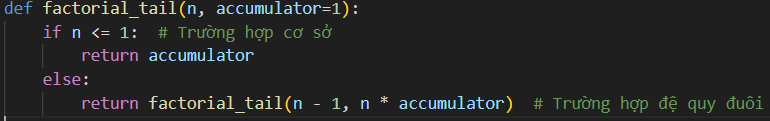 def factorial_tail(n, accumulator=1):
    if n <= 1:  # Trường hợp cơ sở
        return accumulator
    else:
        return factorial_tail(n - 1, n * accumulator)  # Trường hợp đệ quy đuôi